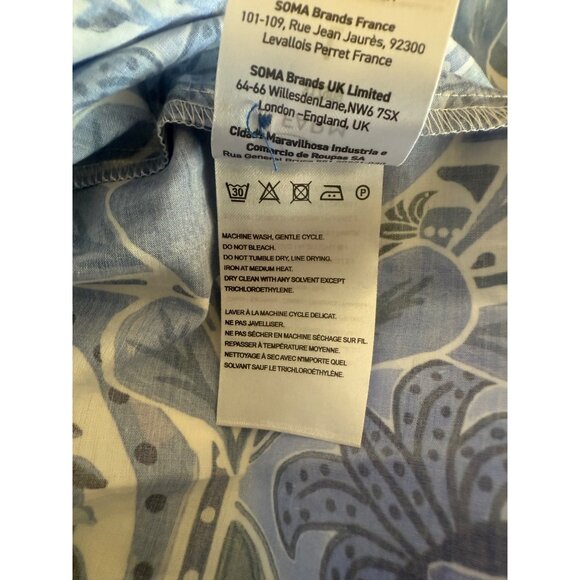 SOMA Brands France
101-109, Rue Jean Jaurès, 92300
Levallois Perret France
SOMA Brands UK Limited
64-66 WillesdenLane, NW6 7SX
London -England, UK
Cidade Maravilhosa Industria e
Comercio de Roupas SA
Rua General
30
P
MACHINE WASH, GENTLE CYCLE.
DO NOT BLEACH.
DO NOT TUMBLE DRY, LINE DRYING.
IRON AT MEDIUM HEAT.
DRY CLEAN WITH ANY SOLVENT EXCEPT
TRICHLOROETHYLENE.
LAVER À LA MACHINE CYCLE DELICAT.
NE PAS JAVELLISER.
NE PAS SÉCHER EN MACHINE SÉCHAGE SUR FIL.
REPASSER À TEMPÉRATURE MOYENNE.
NETTOYAGE À SEC AVEC N'IMPORTE QUEL
SOLVANT SAUF LE TRICHLOROÉTHYLÈNE.